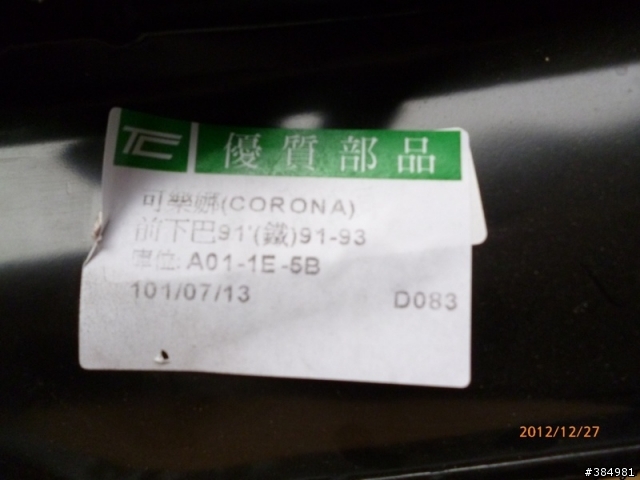 TC 優質部品
可樂娜(CORONA)
前下巴91'(鐵)91-93
庫位: A01-1E-5B
101/07/13 D083
2012/12/27
#384981